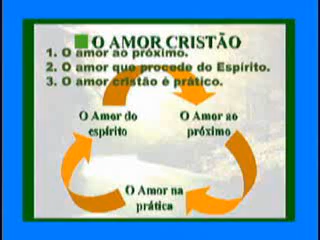 O AMOR CRISTÃO
1. O amor ao próximo.
2. O amor que procede do Espírito.
3. O amor cristão é prático.
O Amor do
espírito
O Amor ao
próximo
O Amor na
prática